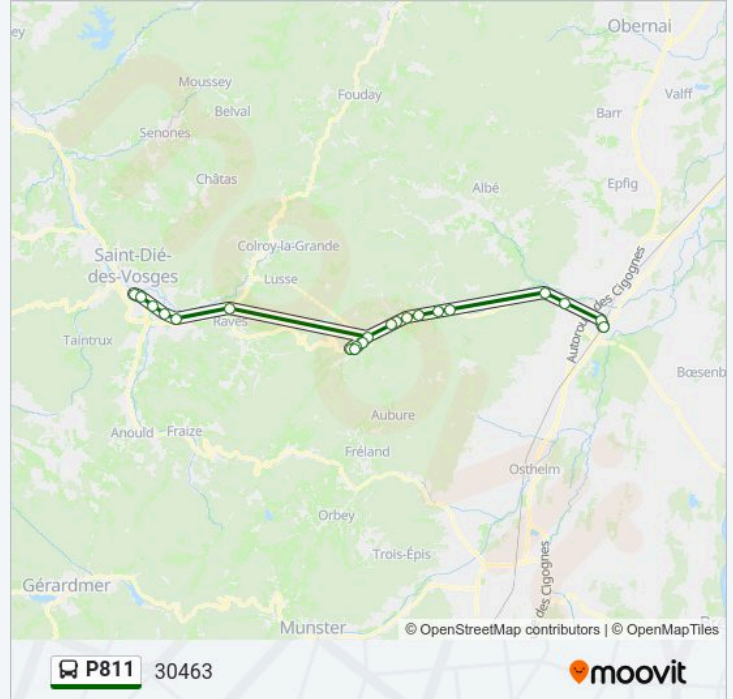 ey
Obernai
Moussey
Fouday
Valff
Belval
Barr
Senones
Châtas
Albé
Epfig
Colroy-la-Grande
Saint-Dié-
des-Vosges
Lusse
Autoroute des Cigognes
Raves
Taintrux
Bœsenb
Aubure
Anould
Fraize
Fréland
Ostheim
Orbey
Trois-Épis
des Cigognes
Gérardmer
Munster
© OpenStreetMap contributors | © OpenMapTiles
P811 30463
moovit